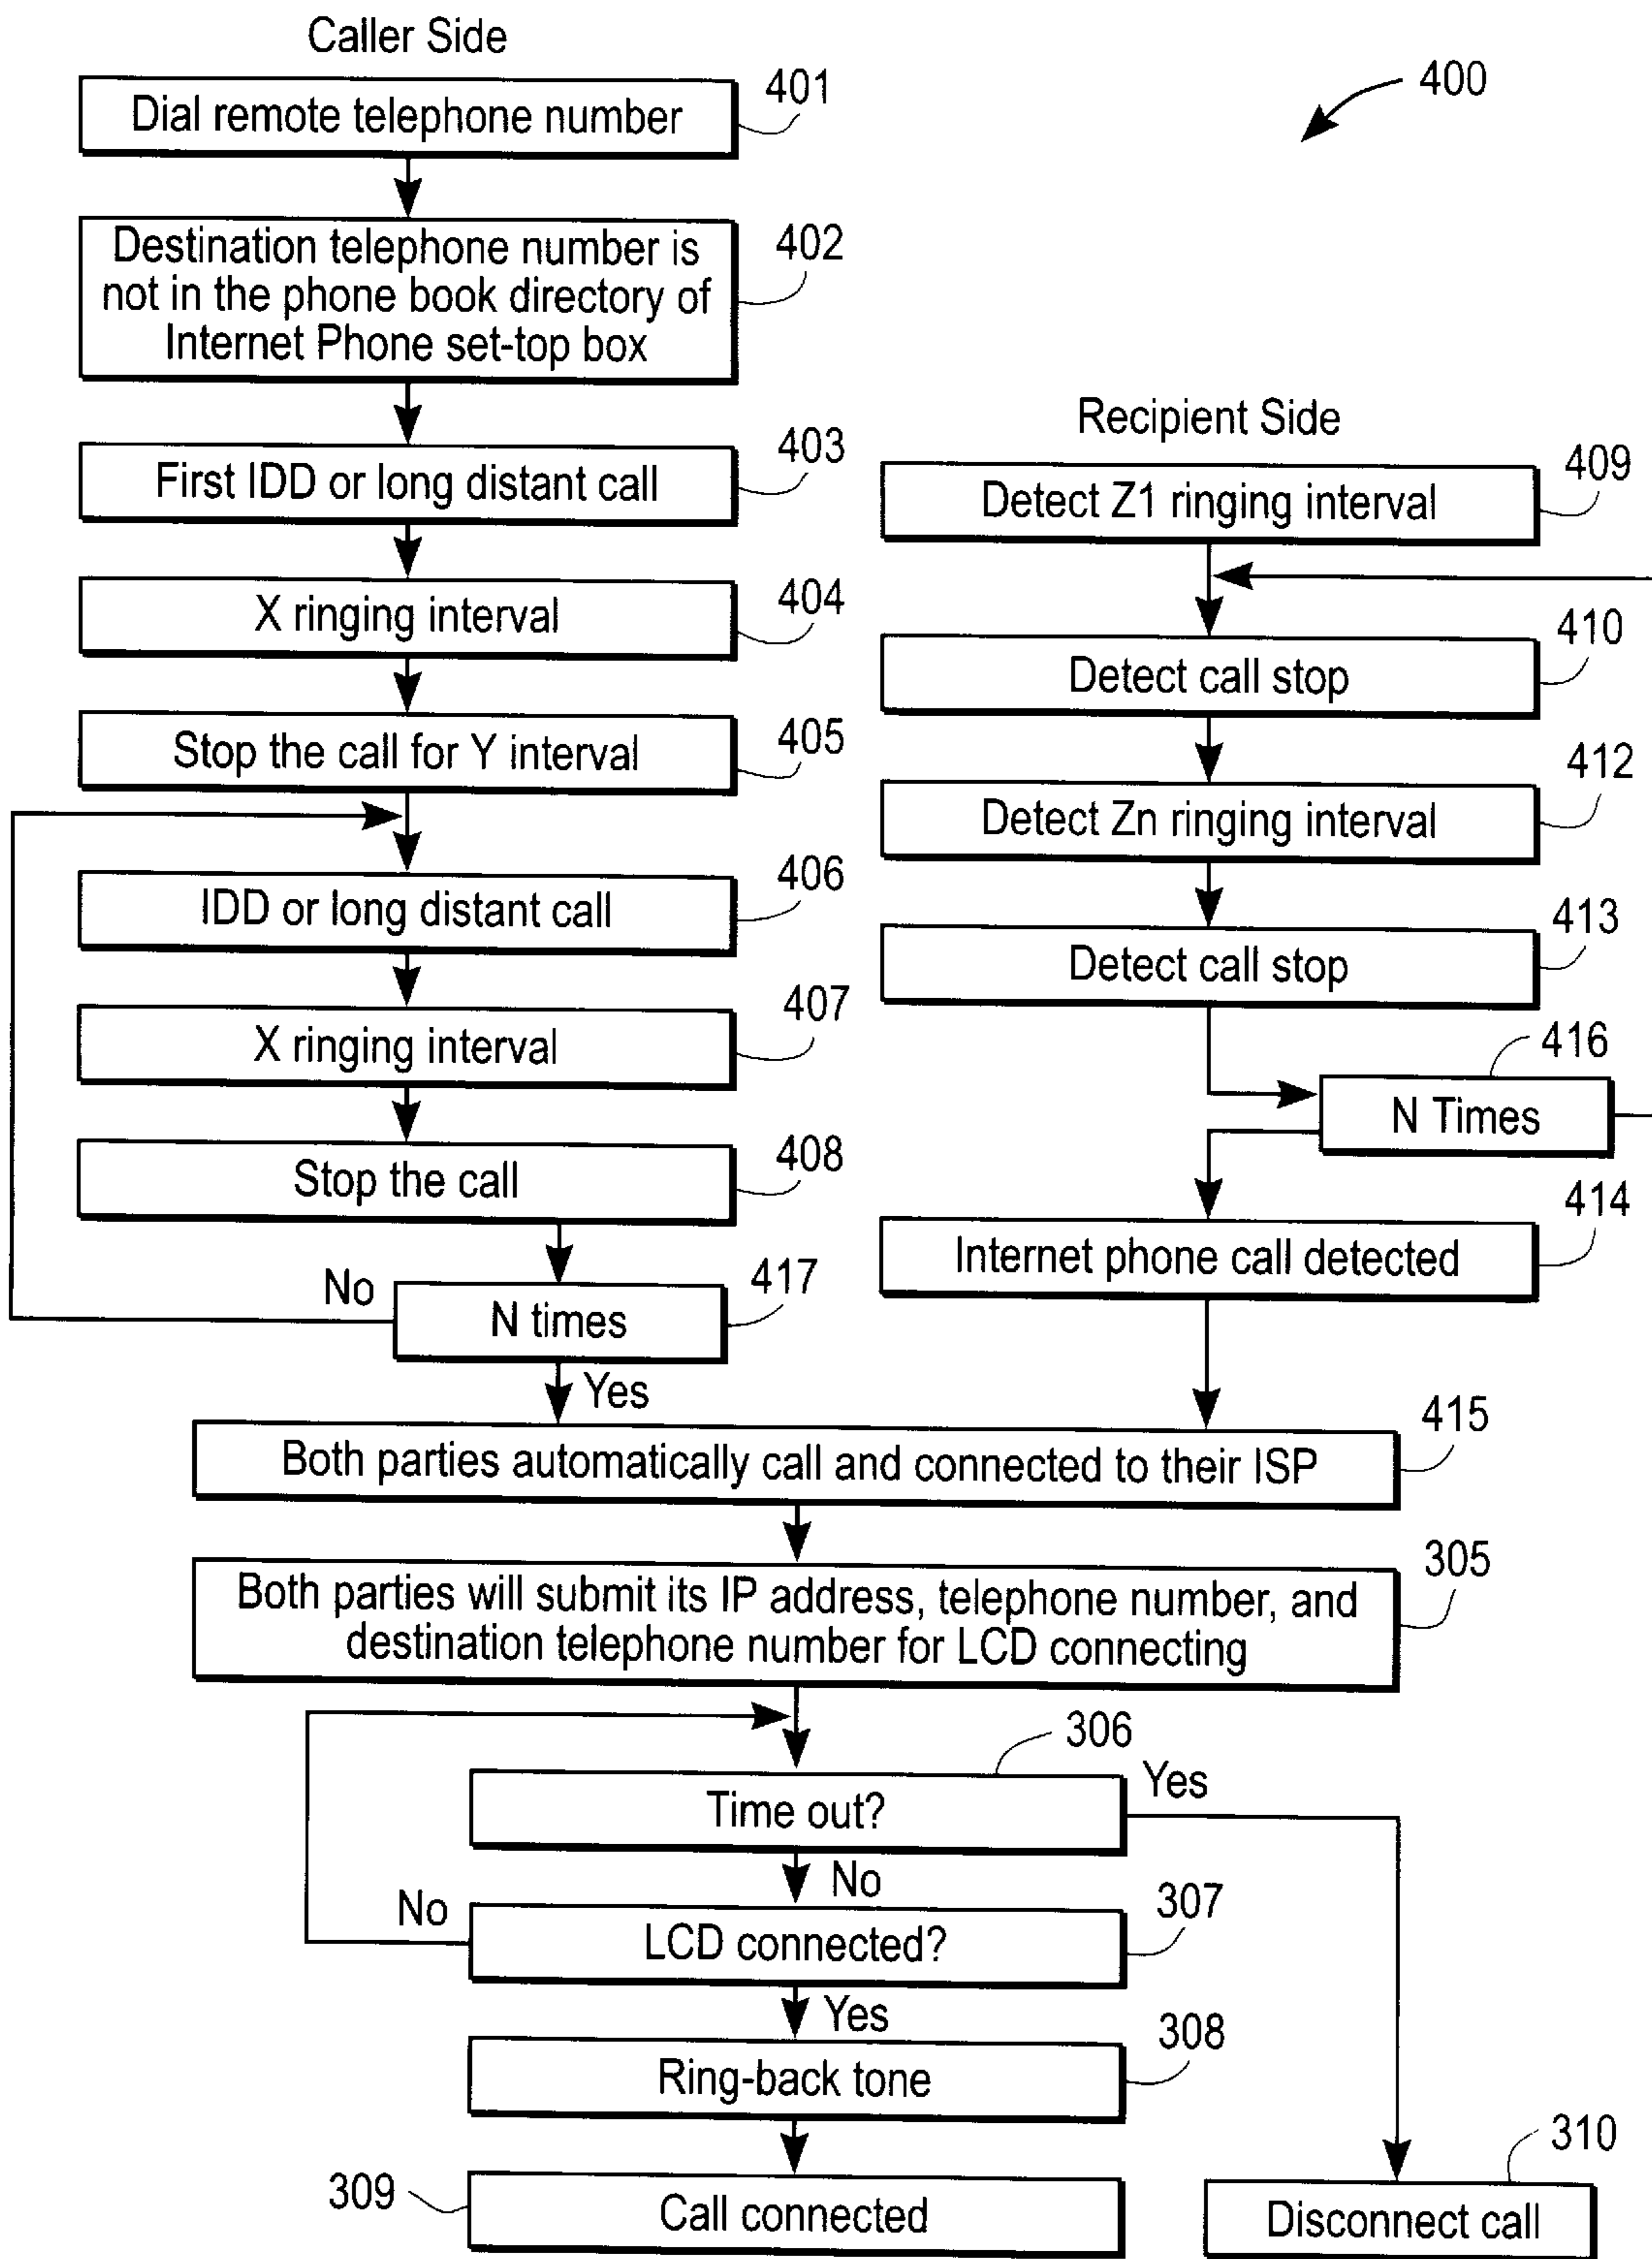 Caller Side
401
Dial remote telephone number
400
402
Destination telephone number is
not in the phone book directory of
Internet Phone set-top box
403
First IDD or long distant call
404
X ringing interval
405
Stop the call for Y interval
406
IDD or long distant call
407
X ringing interval
408
Stop the call
417
No
N times
Yes
Recipient Side
409
Detect Z1 ringing interval
410
Detect call stop
412
Detect Zn ringing interval
413
Detect call stop
416
N Times
414
Internet phone call detected
415
Both parties automatically call and connected to their ISP
305
Both parties will submit its IP address, telephone number, and
destination telephone number for LCD connecting
306
Time out?
Yes
No
307
No
LCD connected?
Yes
308
Ring-back tone
309
Call connected
310
Disconnect call